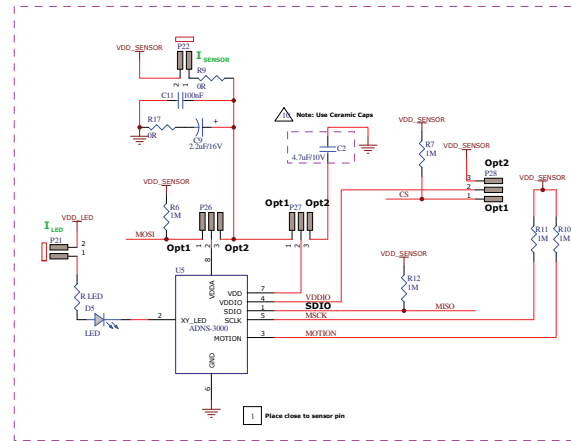 VDD_SENSOR
P22
I SENSOR
2 1
R9
0R
C11
100nF
R17
0R
C9
2.2uF/16V
+
Note: Use Ceramic Caps
C2
4.7uF/10V
VDD_SENSOR
R7
1M
VDD_SENSOR
Opt2
P28
3
2
1
Opt1
CS
VDD_SENSOR
VDD_SENSOR
R6
1M
P26
Opt1
Opt2
1 2 3
MOSI
Opt1
P27
Opt2
1 2 3
R11
1M
R10
1M
I LED
VDD_LED
P21
2
1
R LED
D5
LED
VDD_SENSOR
R12
1M
U5
8
VDDA
VDD
7
VDDIO
4
VDDIO
SDIO
1
SDIO
MISO
SCLK
5
MSCK
MOTION
3
MOTION
2
XY_LED
ADNS-3000
GND
6
1
Place close to sensor pin